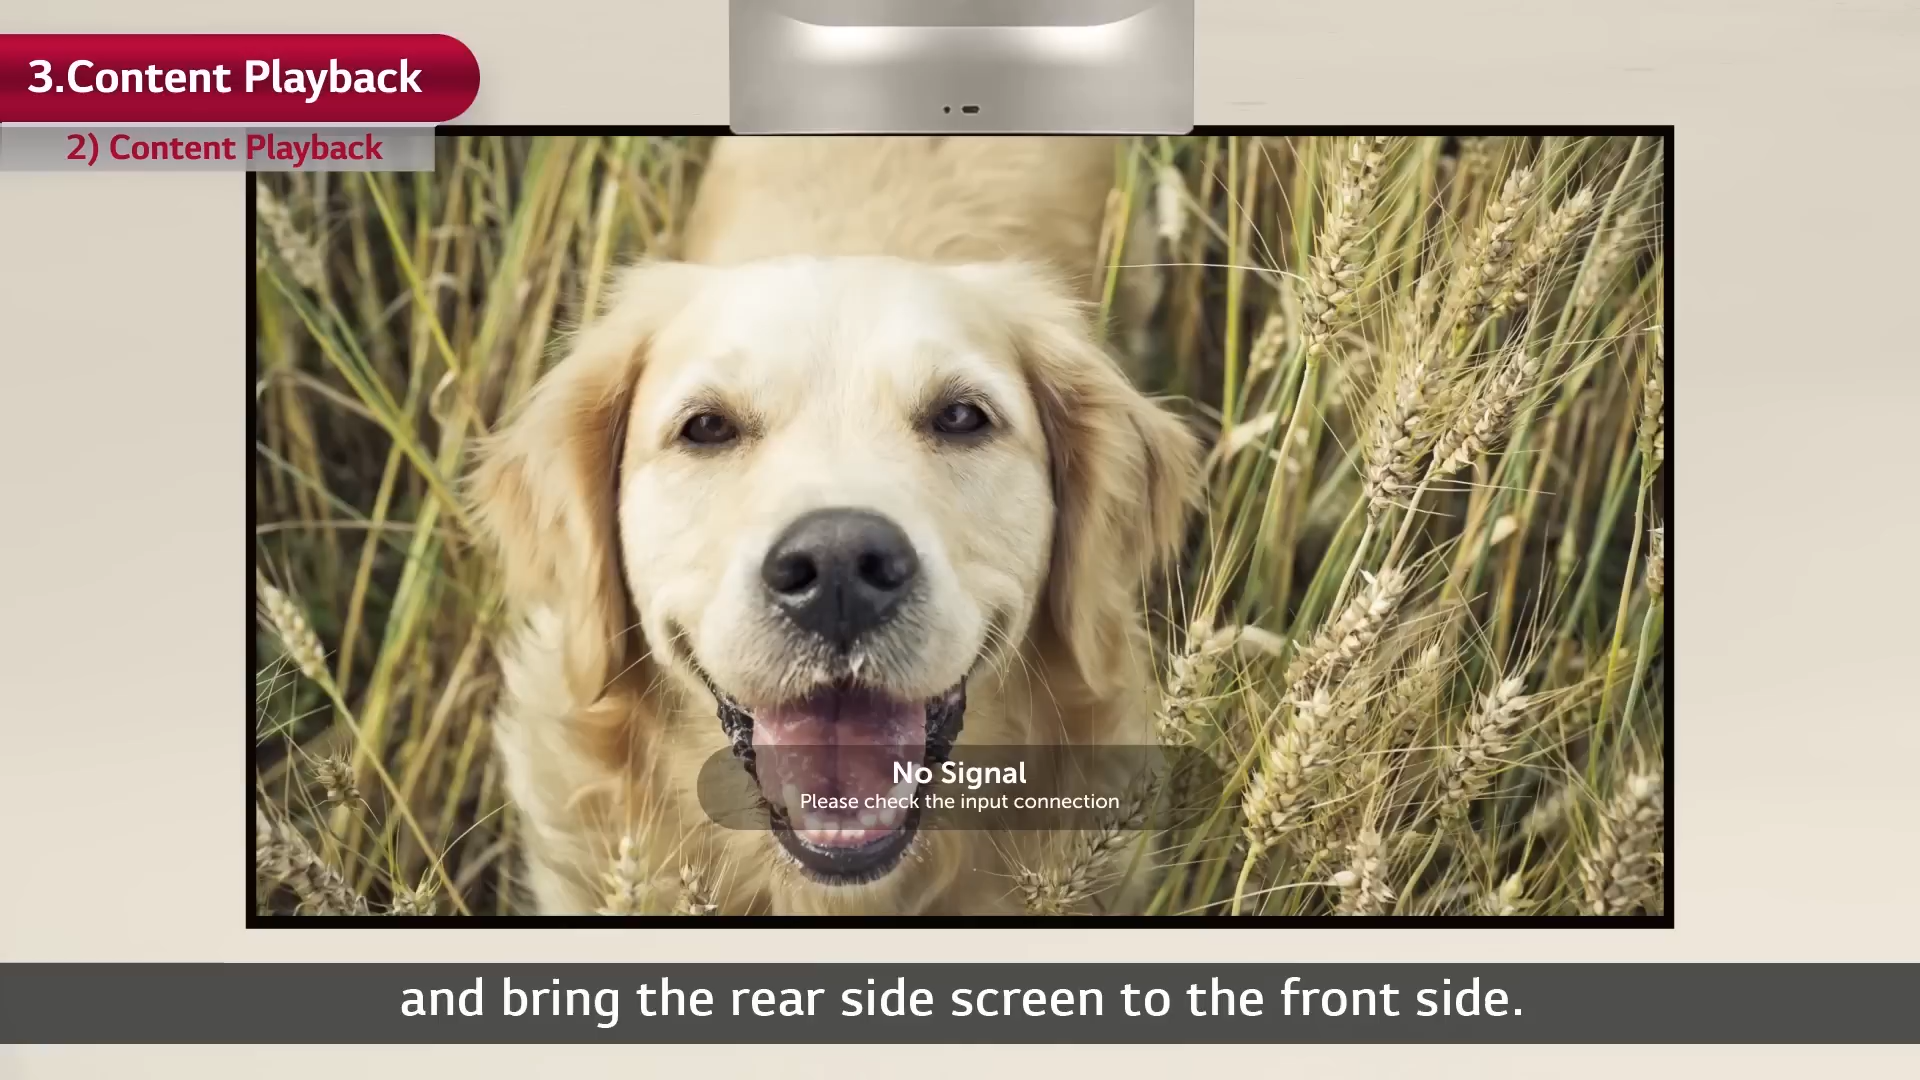 3.Content Playback
2) Content Playback
No Signal
Please check the input connection
and bring the rear side screen to the front side.